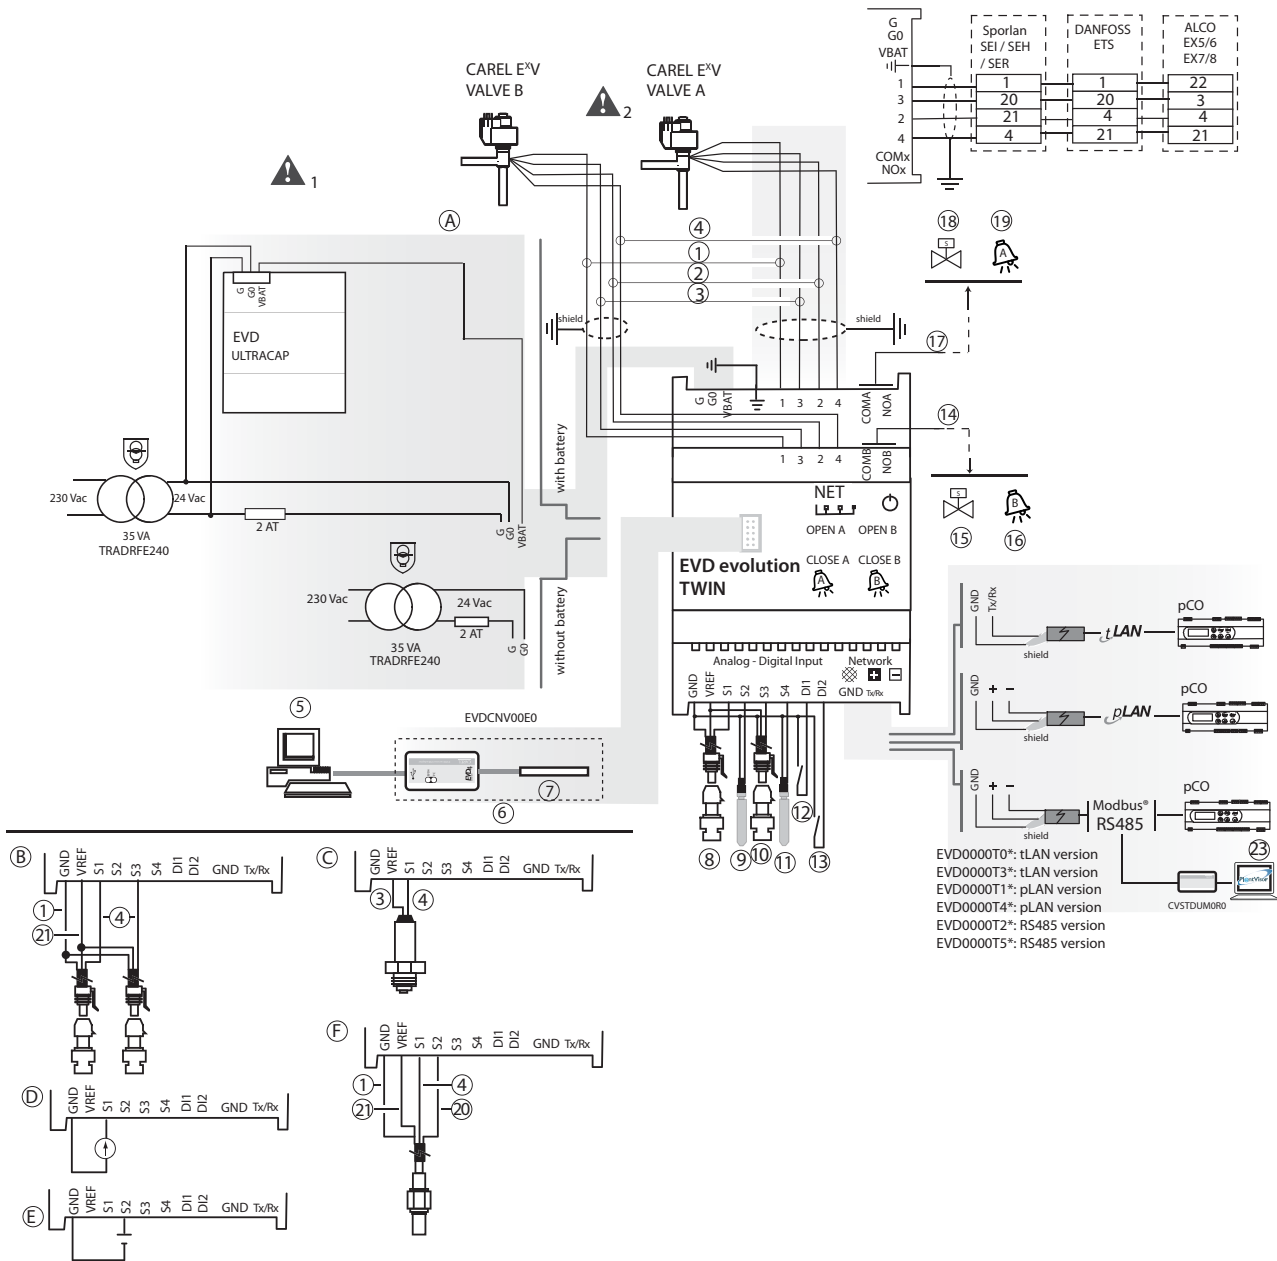 CAREL EXV
VALVE B
CAREL EXV
VALVE A
2
1
G
G0
VBAT
1
3
2
4
COMx
NOx
Sporlan
SEI / SEH
/ SER
1
20
21
4
DANFOSS
ETS
1
20
4
21
ALCO
EX5/6
EX7/8
22
3
4
21
A
4
1
2
3
shield
shield
18
19
S
A
17
14
S
B
15
16
G
G0
VBAT
EVD
ULTRACAP
230 Vac
24 Vac
35 VA
TRADRFE240
2 AT
G
G0
VBAT
with battery
without battery
230 Vac
24 Vac
35 VA
TRADRFE240
2 AT
G
G0
G
G0
VBAT
1
3
2
4
COMA
NOA
1
3
2
4
COMB
NOB
NET
OPEN A
OPEN B
EVD evolution
TWIN
CLOSE A
CLOSE B
A
B
Analog - Digital Input
Network
GND
VREF
S1
S2
S3
S4
DI1
DI2
GND Tx/Rx
8
9
10
11
12
13
5
EVDCNV00E0
EVD4
7
6
GND
Tx/Rx
shield
tLAN
pCO
GND
+
–
shield
pLAN
pCO
GND
+
–
shield
Modbus®
RS485
pCO
23
PlantVisor
CVSTDUM0R0
EVD0000T0*: tLAN version
EVD0000T3*: tLAN version
EVD0000T1*: pLAN version
EVD0000T4*: pLAN version
EVD0000T2*: RS485 version
EVD0000T5*: RS485 version
B
GND
VREF
S1
S2
S3
S4
DI1
DI2
GND Tx/Rx
1
21
4
C
GND
VREF
S1
S2
S3
S4
DI1
DI2
GND Tx/Rx
3
4
D
GND
VREF
S1
S2
S3
S4
DI1
DI2
GND Tx/Rx
E
GND
VREF
S1
S2
S3
S4
DI1
DI2
GND Tx/Rx
F
GND
VREF
S1
S2
S3
S4
DI1
DI2
GND Tx/Rx
1
21
4
20